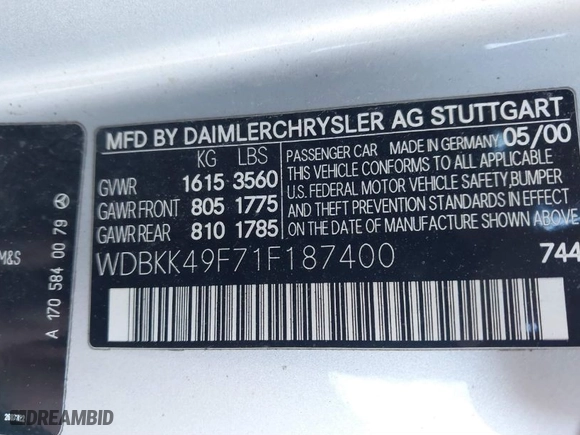 MFD BY DAIMLERCHRYSLER AG STUTTGART
KG LBS
GVWR 1615 3560
GAWR FRONT 805 1775
GAWR REAR 810 1785
PASSENGER CAR MADE IN GERMANY 05/00
THIS VEHICLE CONFORMS TO ALL APPLICABLE
U.S. FEDERAL MOTOR VEHICLE SAFETY, BUMPER
AND THEFT PREVENTION STANDARDS IN EFFECT
ON THE DATE OF MANUFACTURE SHOWN ABOVE.
WDBKK49F71F187400 744
M&S
A 170 584 00 79
DREAMBID